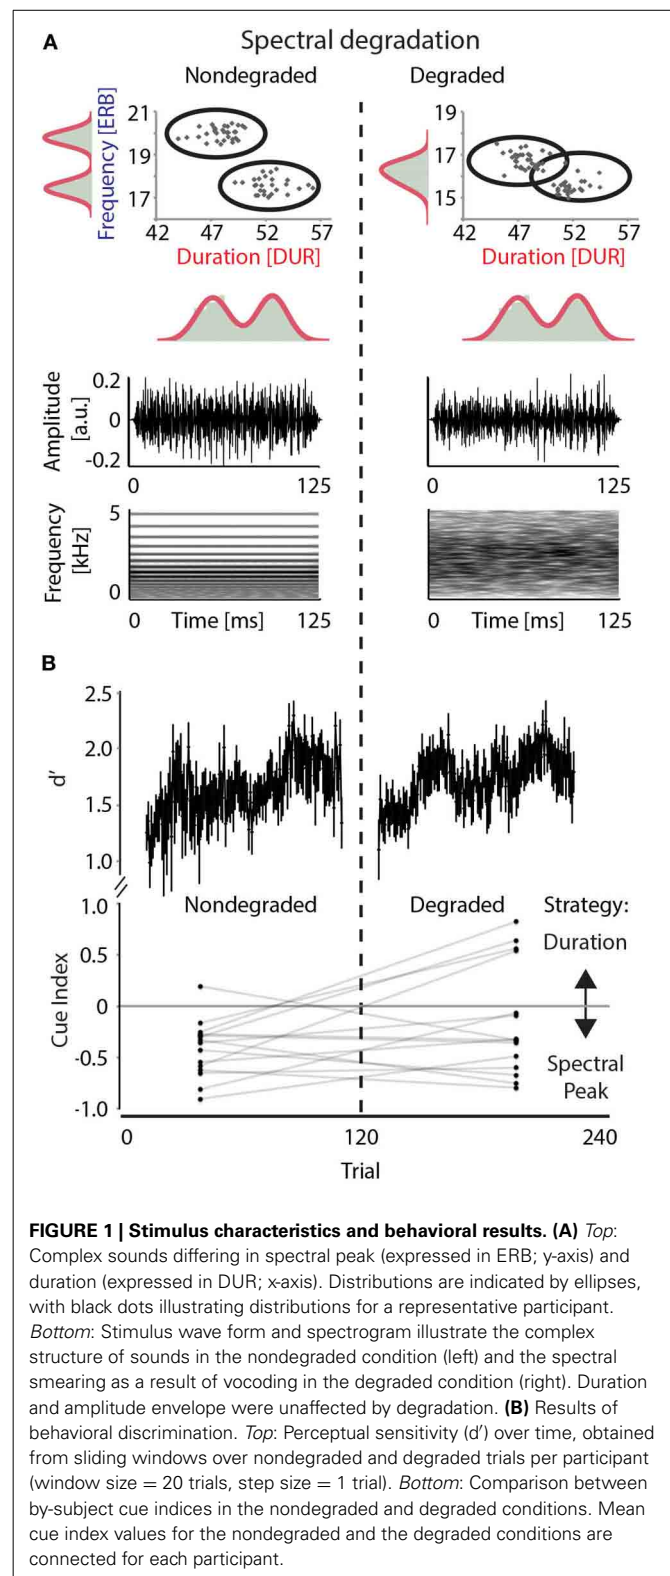 A
Spectral degradation
Nondegraded
Degraded
Frequency [ERB]
21
19
17
42 47 52 57
Duration [DUR]
19
17
15
42 47 52 57
Duration [DUR]
Amplitude
[a.u.]
0.2
0
-0.2
0 125
0 125
Frequency
[kHz]
5
0
0 Time [ms] 125
0 Time [ms] 125
B
d′
2.5
2.0
1.5
1.0
Cue Index
1.0
0.5
0
-0.5
-1.0
Nondegraded
Degraded
Strategy:
Duration
Spectral
Peak
0 120 240
Trial
FIGURE 1 | Stimulus characteristics and behavioral results. (A) Top:
Complex sounds differing in spectral peak (expressed in ERB; y-axis) and
duration (expressed in DUR; x-axis). Distributions are indicated by ellipses,
with black dots illustrating distributions for a representative participant.
Bottom: Stimulus wave form and spectrogram illustrate the complex
structure of sounds in the nondegraded condition (left) and the spectral
smearing as a result of vocoding in the degraded condition (right). Duration
and amplitude envelope were unaffected by degradation. (B) Results of
behavioral discrimination. Top: Perceptual sensitivity (d′) over time, obtained
from sliding windows over nondegraded and degraded trials per participant
(window size = 20 trials, step size = 1 trial). Bottom: Comparison between
by-subject cue indices in the nondegraded and degraded conditions. Mean
cue index values for the nondegraded and the degraded conditions are
connected for each participant.